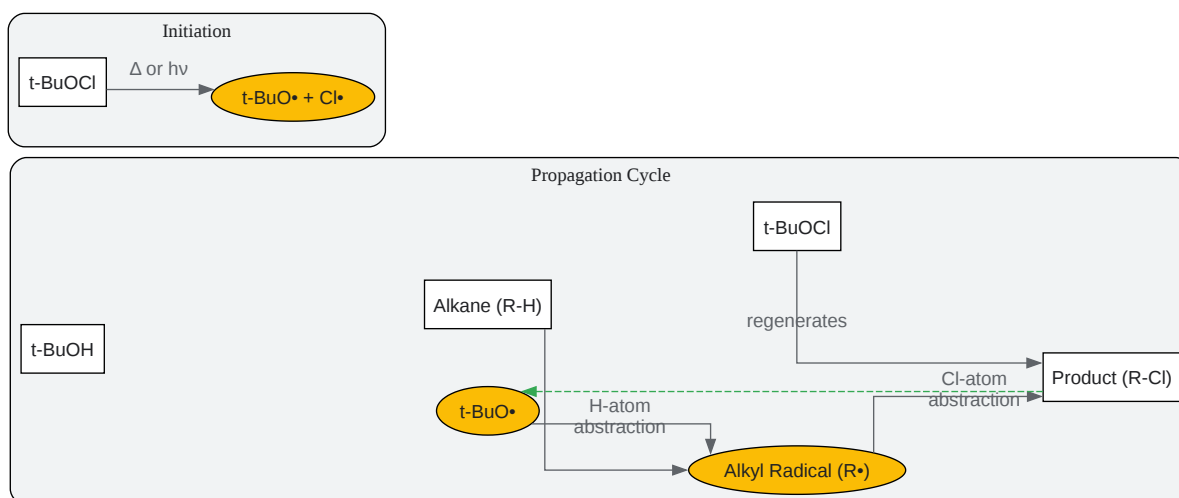 Initiation
Δ or hν
t-BuOCl
t-BuO• + Cl•
Propagation Cycle
t-BuOCl
Alkane (R-H)
regenerates
t-BuOH
Cl-atom
abstraction
Product (R-Cl)
t-BuO•
H-atom
abstraction
Alkyl Radical (R•)